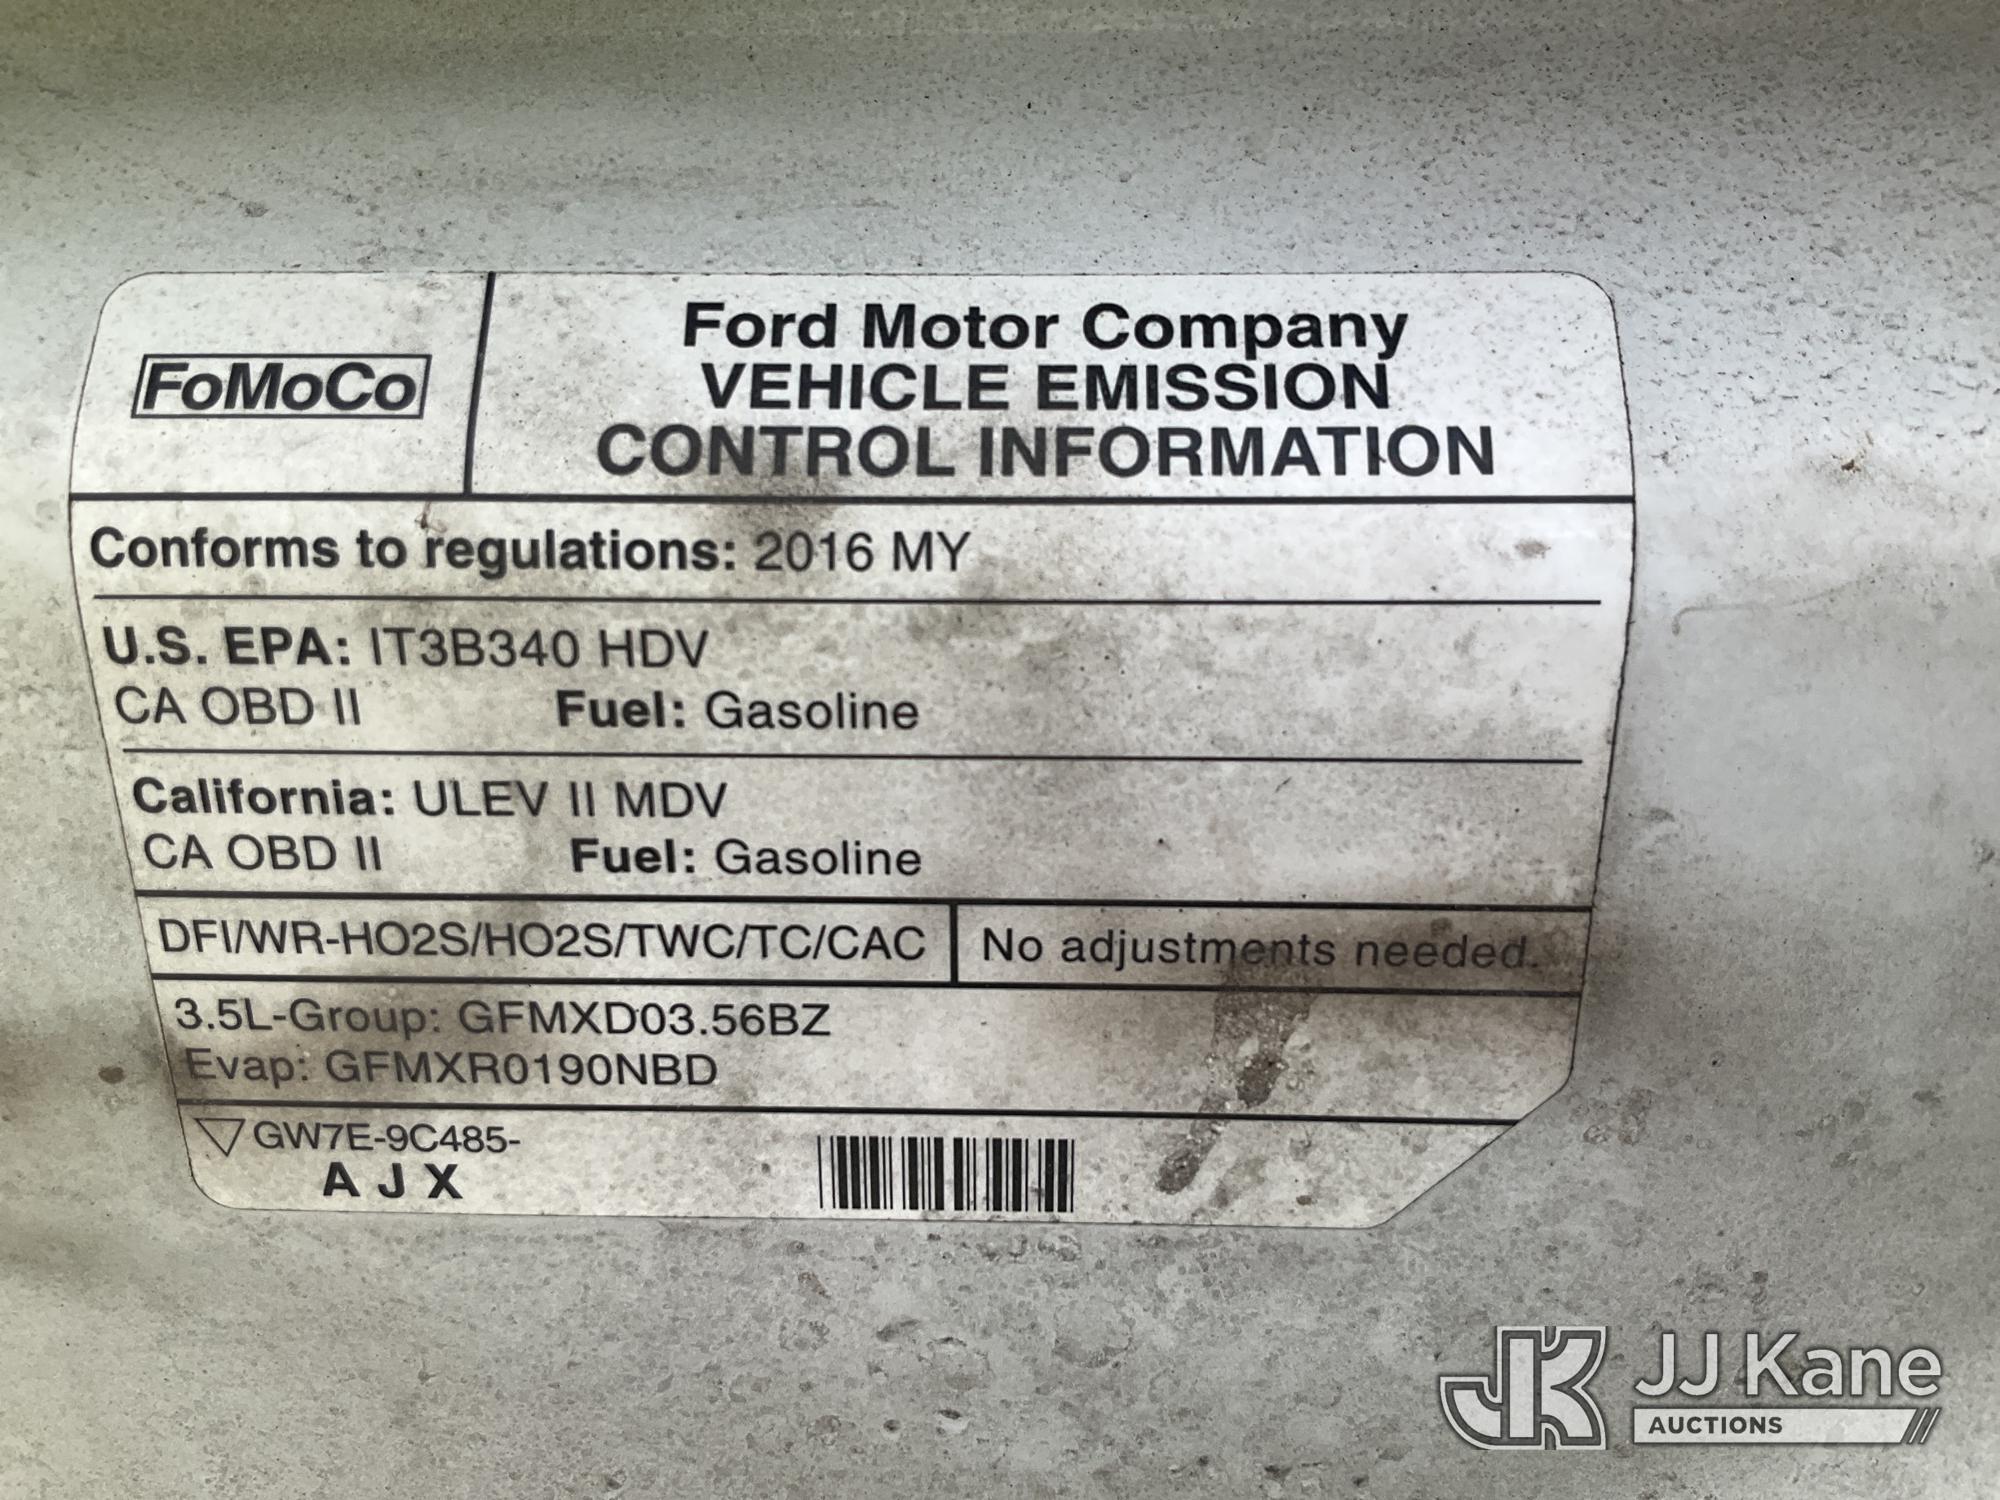 FoMoCo
Ford Motor Company
VEHICLE EMISSION
CONTROL INFORMATION
Conforms to regulations: 2016 MY
U.S. EPA: IT3B340 HDV
CA OBD II Fuel: Gasoline
California: ULEV II MDV
CA OBD II Fuel: Gasoline
DFI/WR-HO2S/HO2S/TWC/TC/CAC
No adjustments needed.
3.5L-Group: GFMXD03.56BZ
Evap: GFMXR0190NBD
GW7E-9C485-
A J X
JK
JJ Kane
AUCTIONS